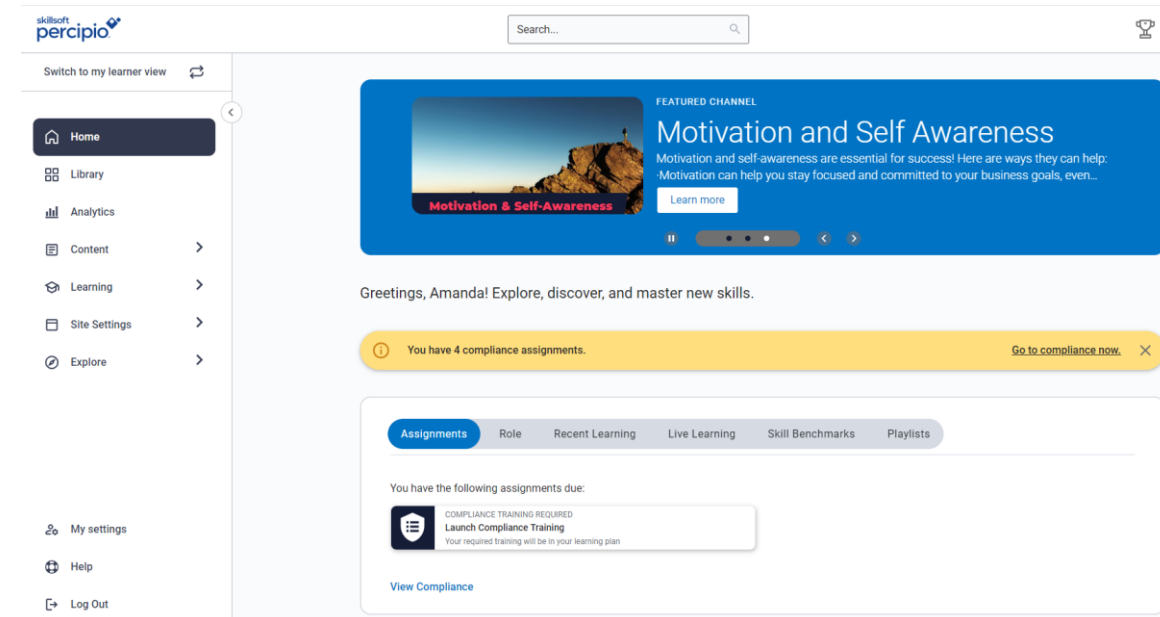 skillsoft
percipio
Search...
Switch to my learner view
Home
Library
Analytics
Content
Learning
Site Settings
Explore
My settings
Help
Log Out
Motivation & Self-Awareness
FEATURED CHANNEL
Motivation and Self Awareness
Motivation and self-awareness are essential for success! Here are ways they can help:
·Motivation can help you stay focused and committed to your business goals, even...
Learn more
Greetings, Amanda! Explore, discover, and master new skills.
You have 4 compliance assignments. Go to compliance now.
Assignments Role Recent Learning Live Learning Skill Benchmarks Playlists
You have the following assignments due:
COMPLIANCE TRAINING REQUIRED
Launch Compliance Training
Your required training will be in your learning plan
View Compliance